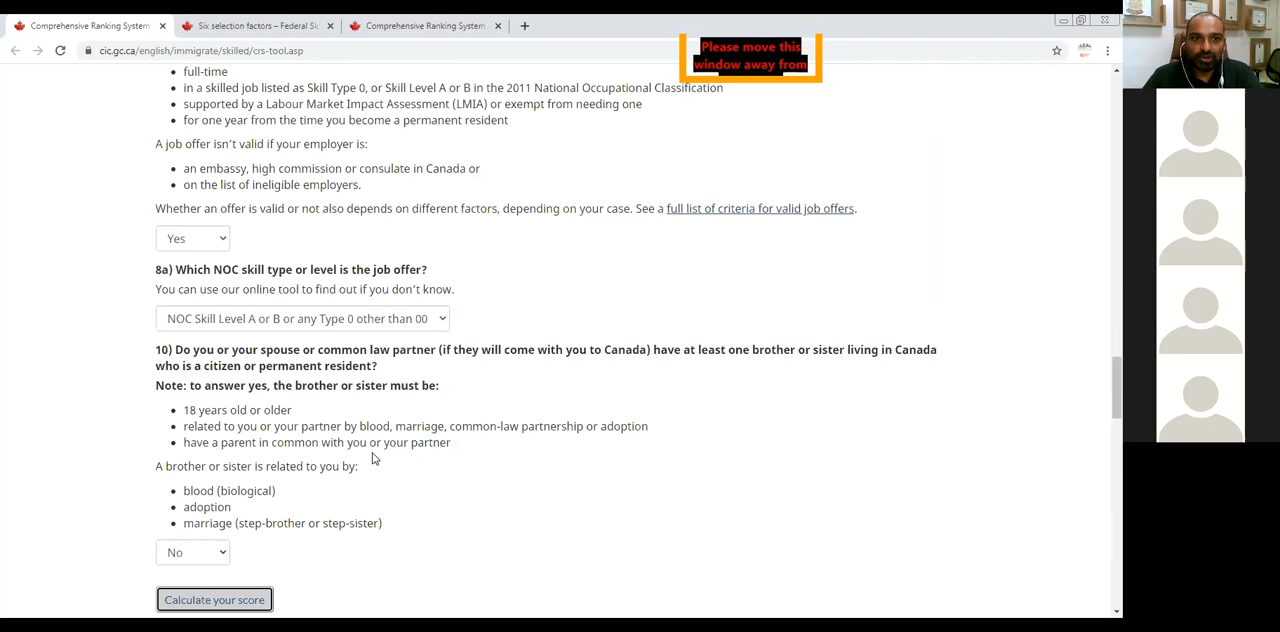 Comprehensive Ranking System
Six selection factors – Federal Sk
Comprehensive Ranking System
cic.gc.ca/english/immigrate/skilled/crs-tool.asp
Please move this
window away from
full-time
in a skilled job listed as Skill Type 0, or Skill Level A or B in the 2011 National Occupational Classification
supported by a Labour Market Impact Assessment (LMIA) or exempt from needing one
for one year from the time you become a permanent resident
A job offer isn't valid if your employer is:
an embassy, high commission or consulate in Canada or
on the list of ineligible employers.
Whether an offer is valid or not also depends on different factors, depending on your case. See a full list of criteria for valid job offers.
Yes
8a) Which NOC skill type or level is the job offer?
You can use our online tool to find out if you don't know.
NOC Skill Level A or B or any Type 0 other than 00
10) Do you or your spouse or common law partner (if they will come with you to Canada) have at least one brother or sister living in Canada
who is a citizen or permanent resident?
Note: to answer yes, the brother or sister must be:
18 years old or older
related to you or your partner by blood, marriage, common-law partnership or adoption
have a parent in common with you or your partner
A brother or sister is related to you by:
blood (biological)
adoption
marriage (step-brother or step-sister)
No
Calculate your score